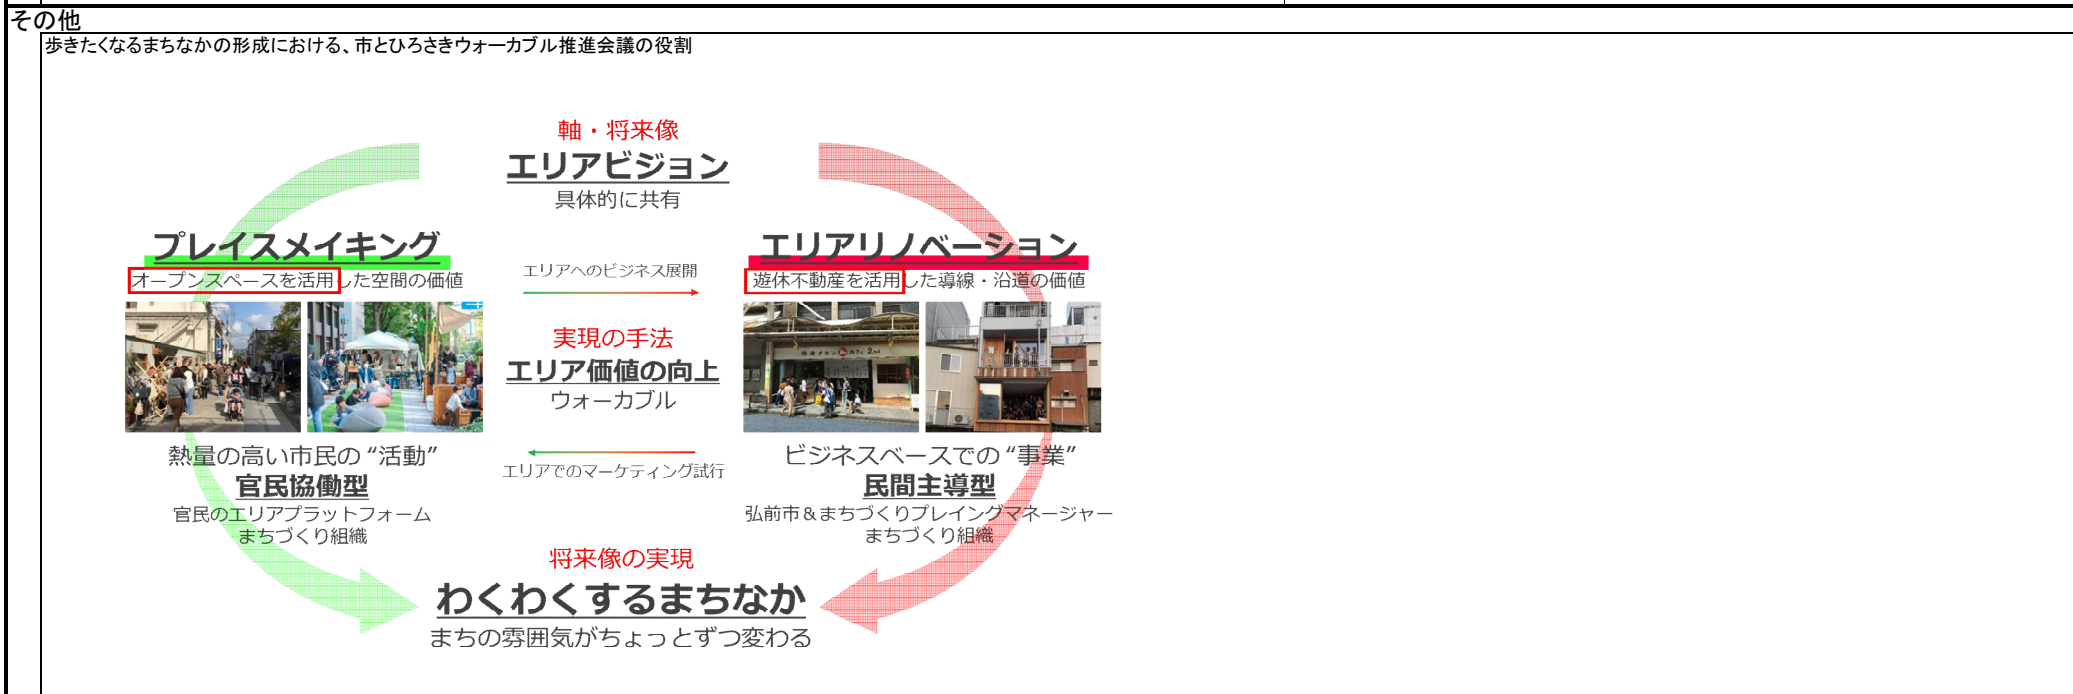 その他
歩きたくなるまちなかの形成における、市とひろさきウォーカブル推進会議の役割
軸・将来像
エリアビジョン
具体的に共有
プレイスメイキング
オープンスペースを活用した空間の価値
エリアへのビジネス展開
エリアリノベーション
遊休不動産を活用した導線・沿道の価値
実現の手法
エリア価値の向上
ウォーカブル
エリアでのマーケティング試行
熱量の高い市民の“活動”
官民協働型
官民のエリアプラットフォーム
まちづくり組織
ビジネスベースでの“事業”
民間主導型
弘前市&まちづくりプレイングマネージャー
まちづくり組織
将来像の実現
わくわくするまちなか
まちの雰囲気がちょっとずつ変わる